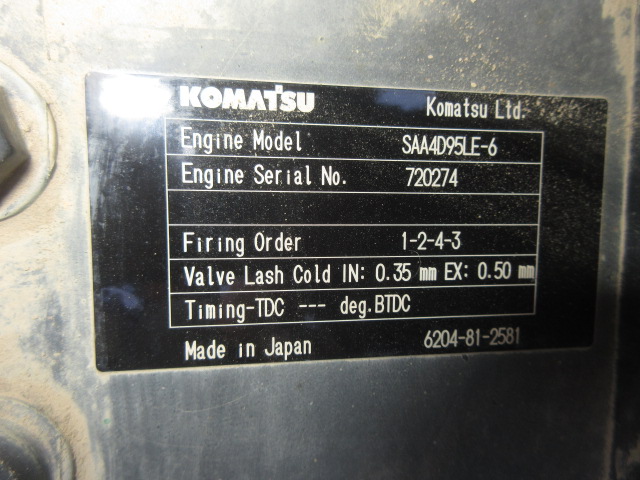 KOMATSU Komatsu Ltd.
Engine Model SAA4D95LE-6
Engine Serial No. 720274
Firing Order 1-2-4-3
Valve Lash Cold IN: 0.35 mm EX: 0.50 mm
Timing-TDC --- deg.BTDC
Made in Japan 6204-81-2581